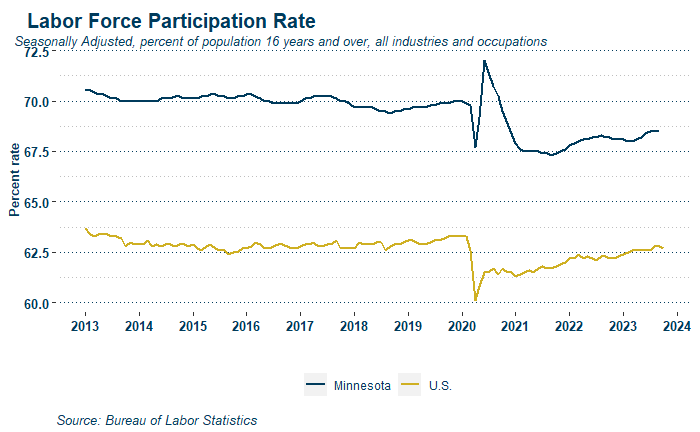 Labor Force Participation Rate
Seasonally Adjusted, percent of population 16 years and over, all industries and occupations
Percent rate
72.5
70.0
67.5
65.0
62.5
60.0
2013 2014 2015 2016 2017 2018 2019 2020 2021 2022 2023 2024
Minnesota U.S.
Source: Bureau of Labor Statistics